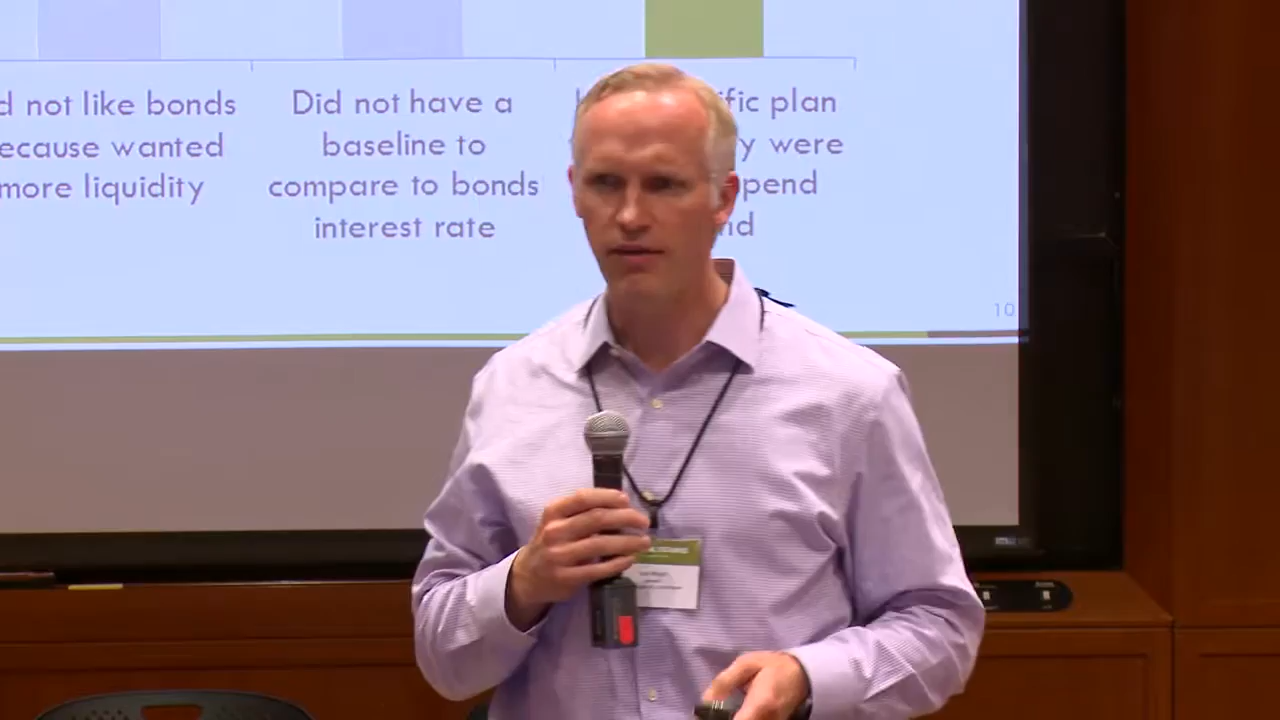 d not like bonds
ecause wanted
more liquidity
Did not have a
baseline to
compare to bonds
interest rate
ific plan
y were
pend
nd
10